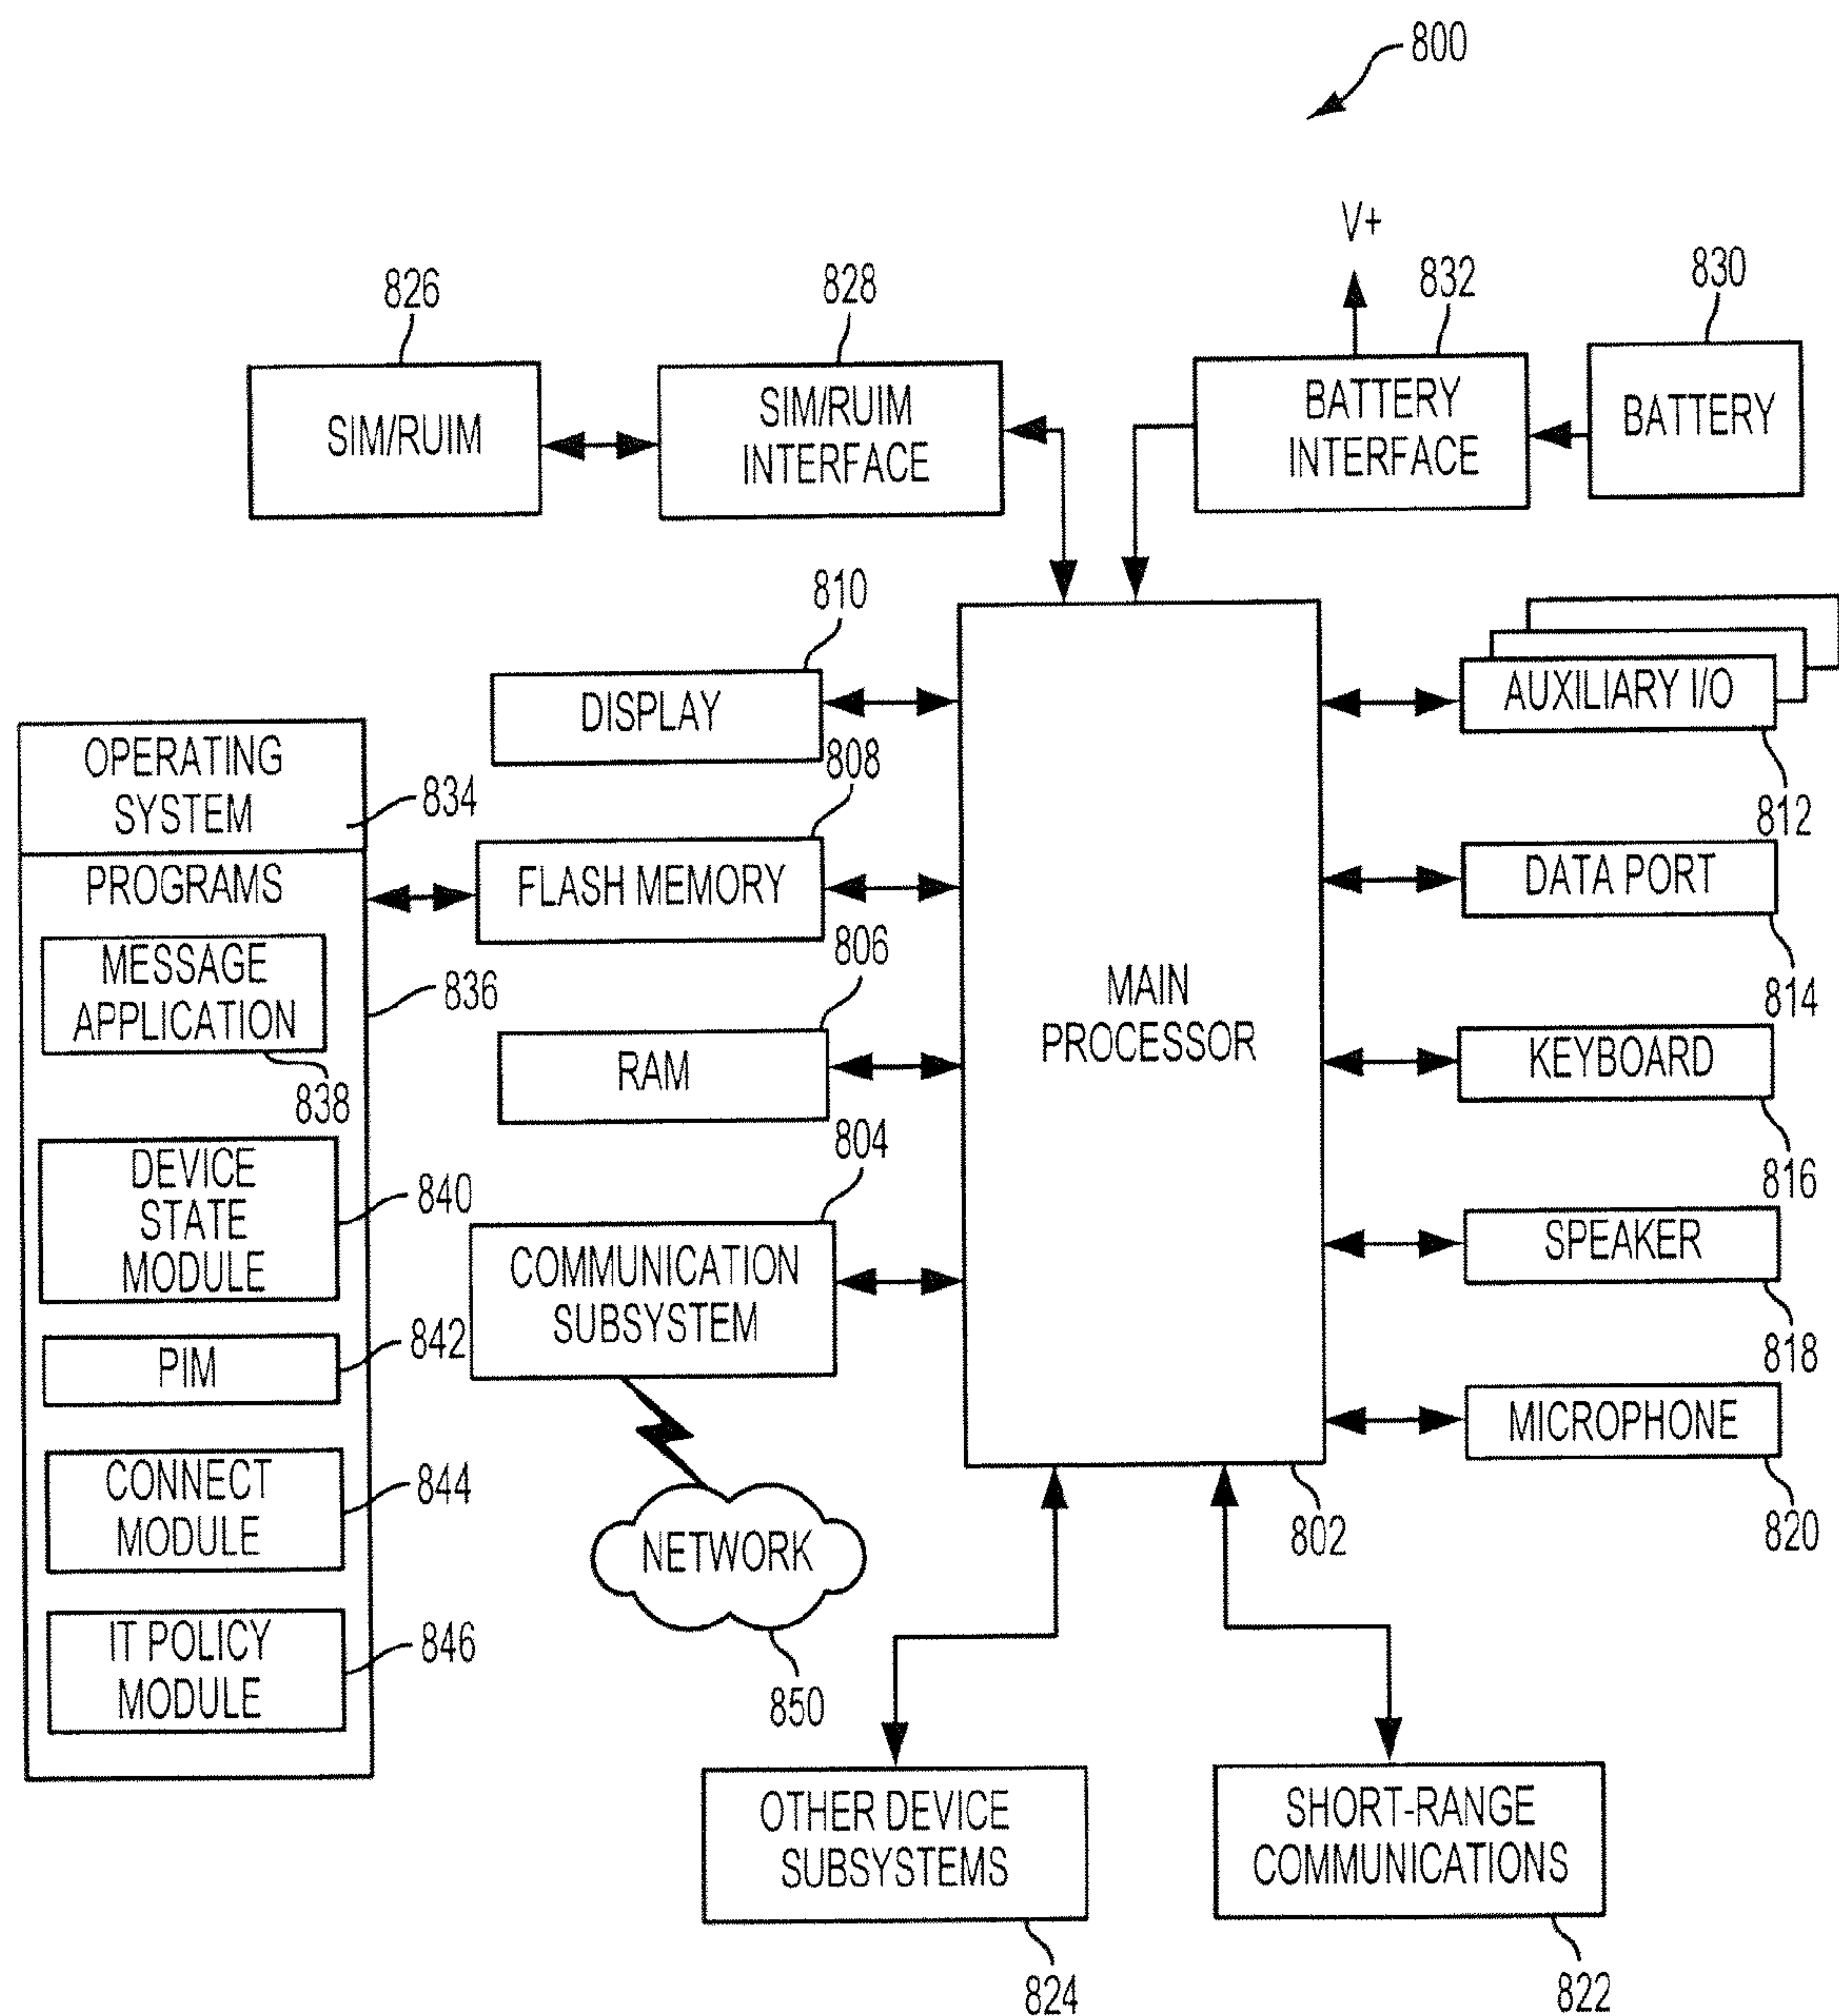 800
V+
826
828
832
830
SIM/RUIM
SIM/RUIM
INTERFACE
BATTERY
INTERFACE
BATTERY
810
DISPLAY
AUXILIARY I/O
812
OPERATING
SYSTEM
834
808
FLASH MEMORY
DATA PORT
814
PROGRAMS
MESSAGE
APPLICATION
836
838
806
RAM
MAIN
PROCESSOR
KEYBOARD
816
DEVICE
STATE
MODULE
840
804
COMMUNICATION
SUBSYSTEM
SPEAKER
818
PIM
842
MICROPHONE
820
CONNECT
MODULE
844
NETWORK
850
802
IT POLICY
MODULE
846
OTHER DEVICE
SUBSYSTEMS
824
SHORT-RANGE
COMMUNICATIONS
822